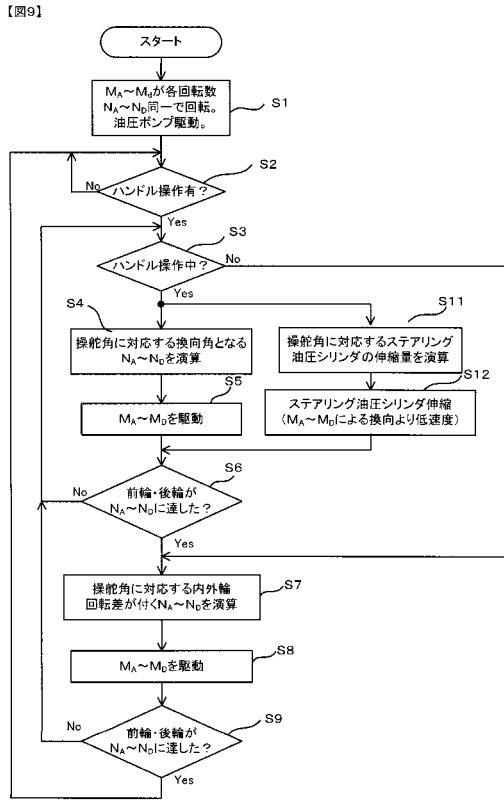 【図9】
スタート
M_A～M_dが各回転数
N_A～N_D同一で回転。
油圧ポンプ駆動。
S1
S2
ハンドル操作有?
No
Yes
S3
ハンドル操作中?
No
Yes
S4
操舵角に対応する換向角となる
N_A～N_Dを演算
S11
操舵角に対応するステアリング
油圧シリンダの伸縮量を演算
S5
M_A～M_Dを駆動
S12
ステアリング油圧シリンダ伸縮
(M_A～M_Dによる換向より低速度)
S6
前輪・後輪が
N_A～N_Dに達した?
No
Yes
操舵角に対応する内外輪
回転差が付くN_A～N_Dを演算
S7
M_A～M_Dを駆動
S8
S9
前輪・後輪が
N_A～N_Dに達した?
No
Yes